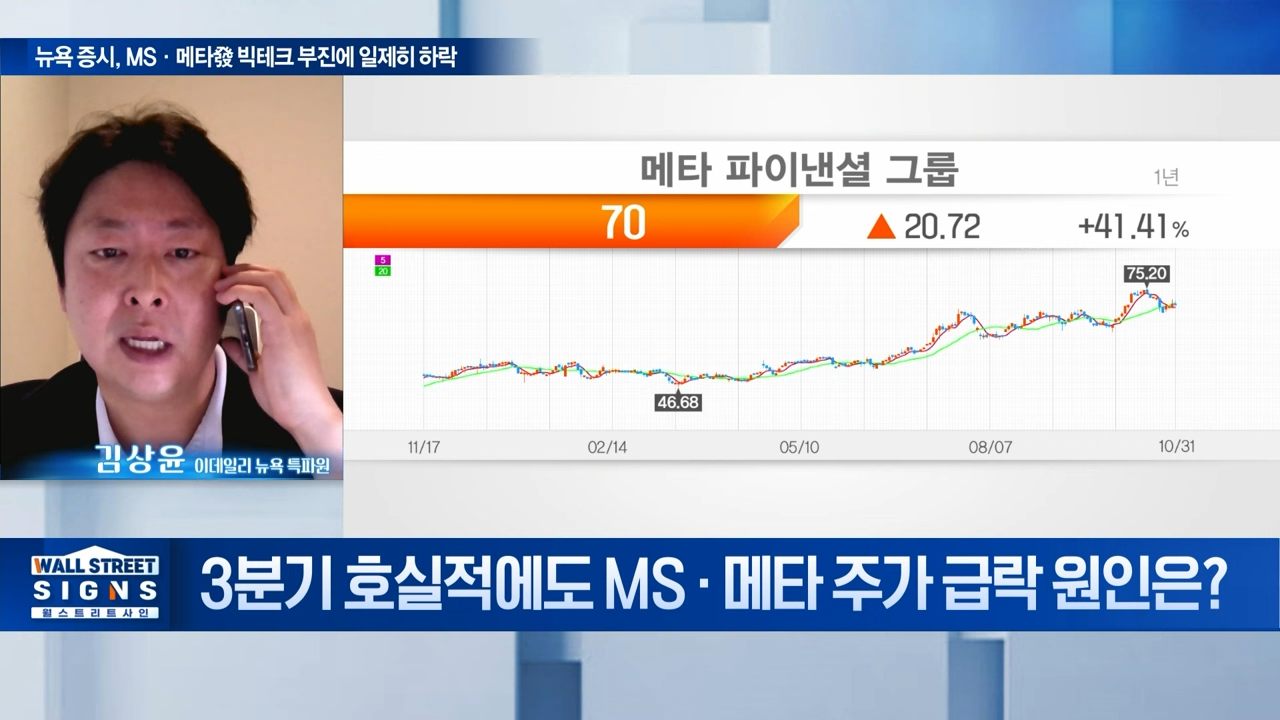 뉴욕 증시, MS · 메타發 빅테크 부진에 일제히 하락
메타 파이낸셜 그룹
1년
70
▲ 20.72
+41.41%
5
20
75.20
46.68
11/17
02/14
05/10
08/07
10/31
김상윤 이데일리 뉴욕 특파원
WALL STREET
SIGNS
월스트리트사인
3분기 호실적에도 MS · 메타 주가 급락 원인은?